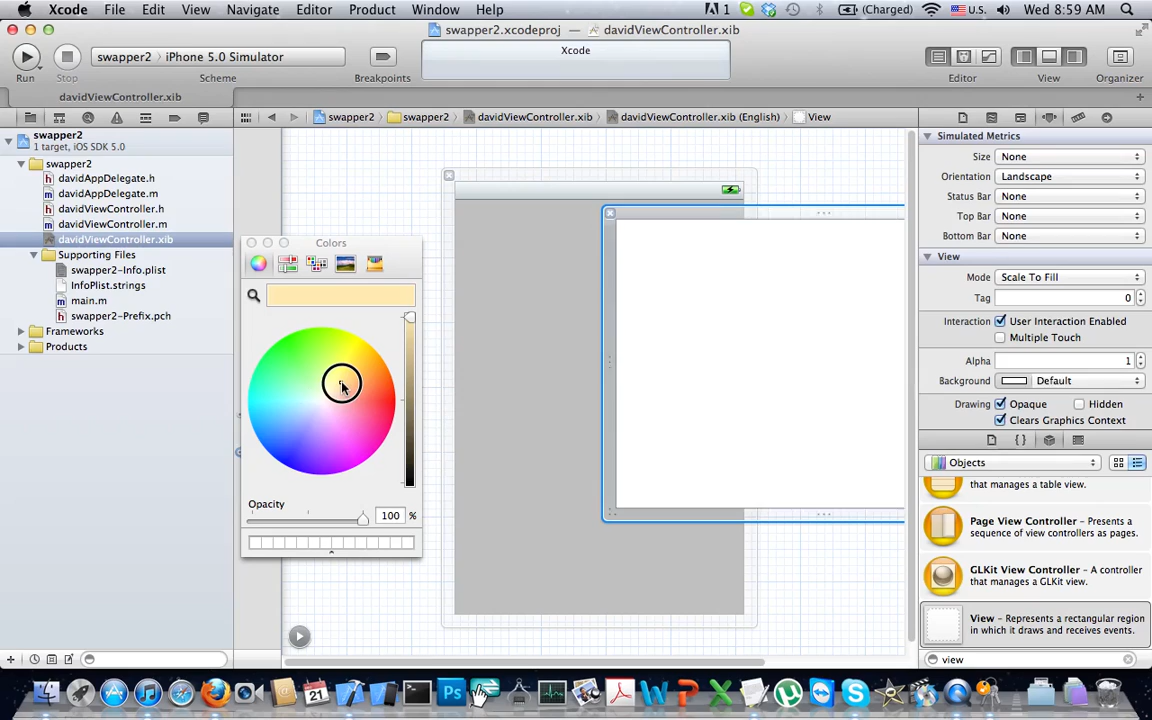 Xcode File Edit View Navigate Editor Product Window Help 1 (Charged) U.S. Wed 8:59 AM
swapper2.xcodeproj — davidViewController.xib
swapper2 iPhone 5.0 Simulator
Xcode
Run Stop Scheme Breakpoints Editor View Organizer
davidViewController.xib
swapper2 swapper2 davidViewController.xib davidViewController.xib (English) View
swapper2
1 target, iOS SDK 5.0
swapper2
davidAppDelegate.h
davidAppDelegate.m
davidViewController.h
davidViewController.m
davidViewController.xib
Supporting Files
swapper2-Info.plist
InfoPlist.strings
main.m
swapper2-Prefix.pch
Frameworks
Products
Colors
Opacity
100 %
Simulated Metrics
Size None
Orientation Landscape
Status Bar None
Top Bar None
Bottom Bar None
View
Mode Scale To Fill
Tag 0
Interaction User Interaction Enabled
Multiple Touch
Alpha 1
Background Default
Drawing Opaque Hidden
Clears Graphics Context
Objects
that manages a table view.
Page View Controller – Presents a
sequence of view controllers as pages.
GLKit View Controller – A controller
that manages a GLKit view.
View – Represents a rectangular region
in which it draws and receives events.
view
21
Ps